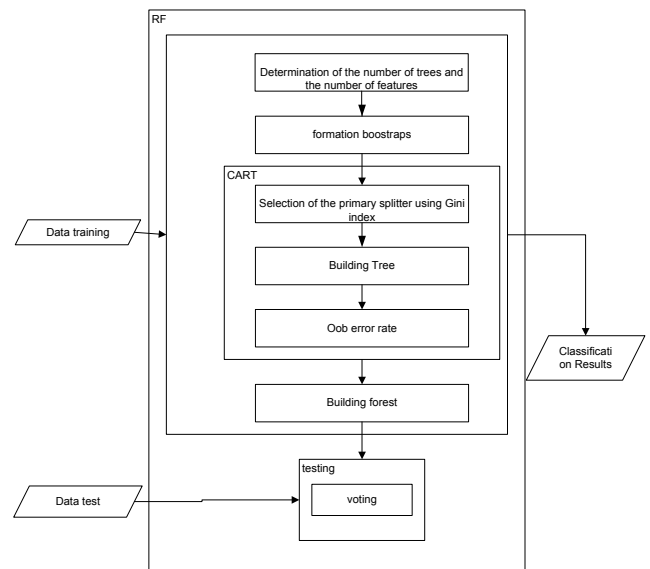 RF
Determination of the number of trees and
the number of features
formation boostraps
CART
Selection of the primary splitter using Gini
index
Data training
Building Tree
Oob error rate
Classificati
on Results
Building forest
testing
Data test
voting